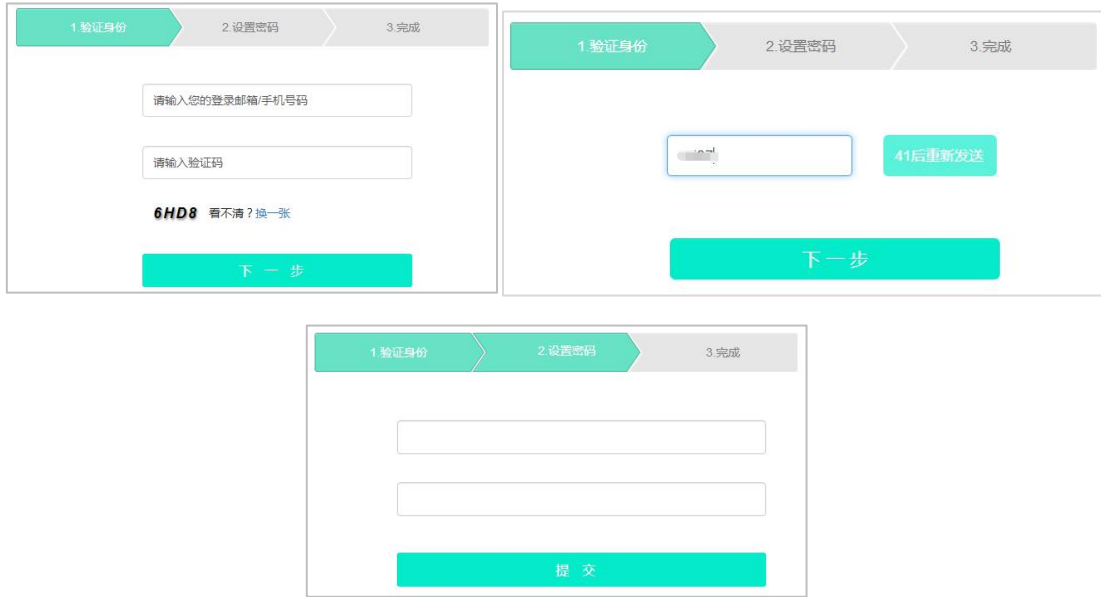 1.验证身份 2.设置密码 3.完成
请输入您的登录邮箱/手机号码
请输入验证码
6HD8 看不清？换一张
下 一 步
1.验证身份 2.设置密码 3.完成
41后重新发送
下一步
1.验证身份 2.设置密码 3.完成
提 交